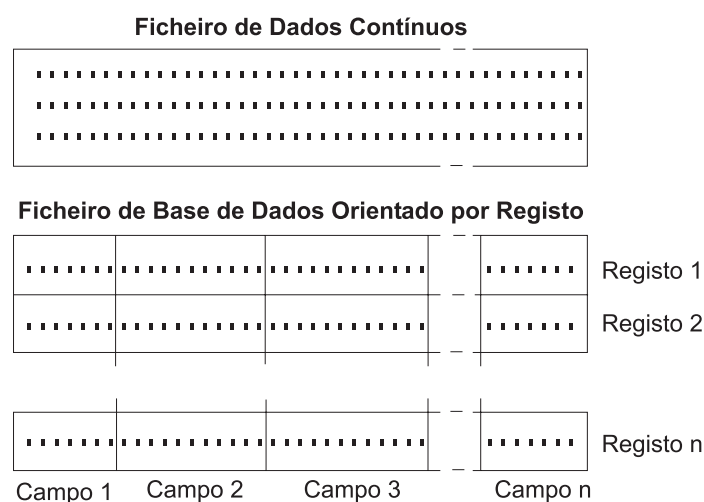 Ficheiro de Dados Contínuos
Ficheiro de Base de Dados Orientado por Registo
Registo 1
Registo 2
Registo n
Campo 1 Campo 2 Campo 3 Campo n